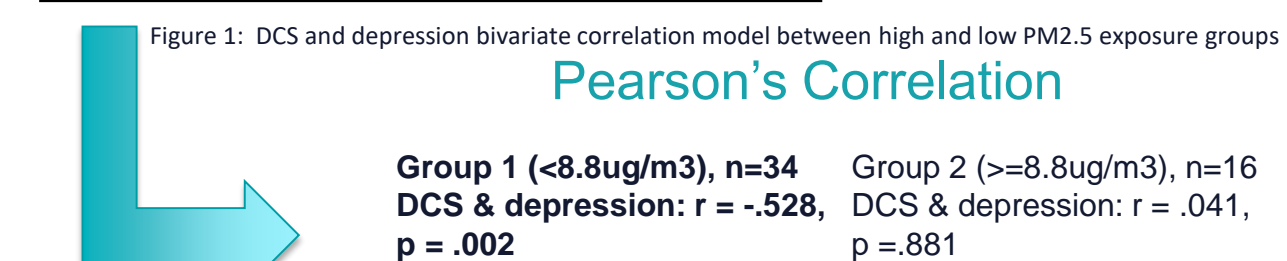 Figure 1:  DCS and depression bivariate correlation model between high and low PM2.5 exposure groups
Pearson's Correlation
Group 1 (<8.8ug/m3), n=34
DCS & depression: r = -.528,
p = .002
Group 2 (>=8.8ug/m3), n=16
DCS & depression: r = .041,
p =.881